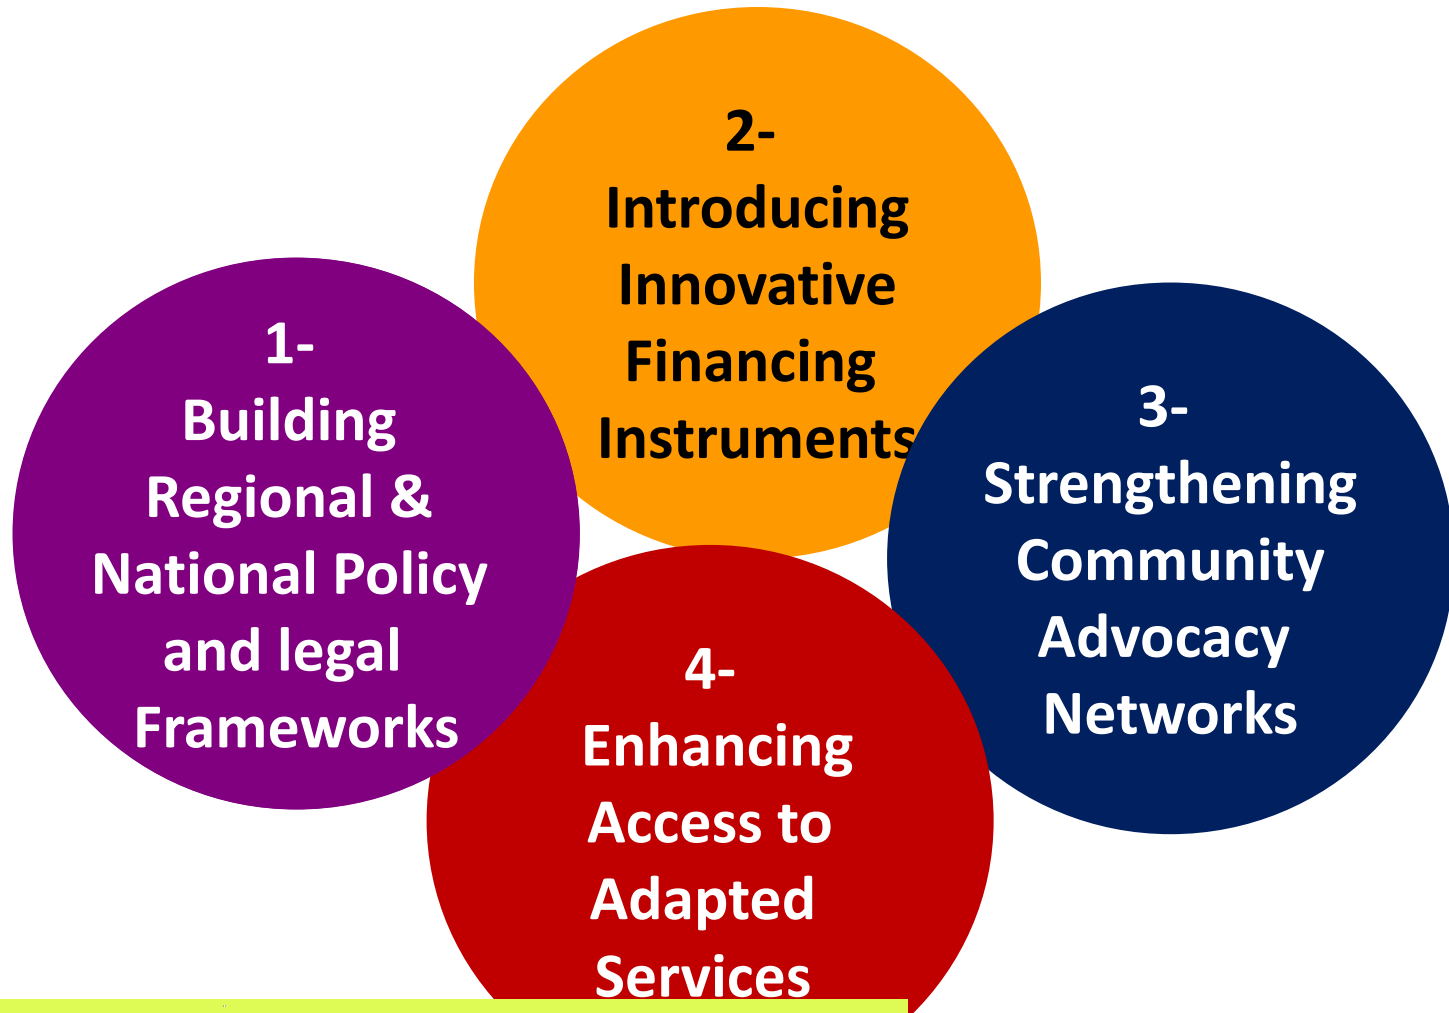 1-
Building
Regional &
National Policy
and legal
Frameworks
2-
Introducing
Innovative
Financing
Instruments
3-
Strengthening
Community
Advocacy
Networks
4-
Enhancing
Access to
Adapted
Services